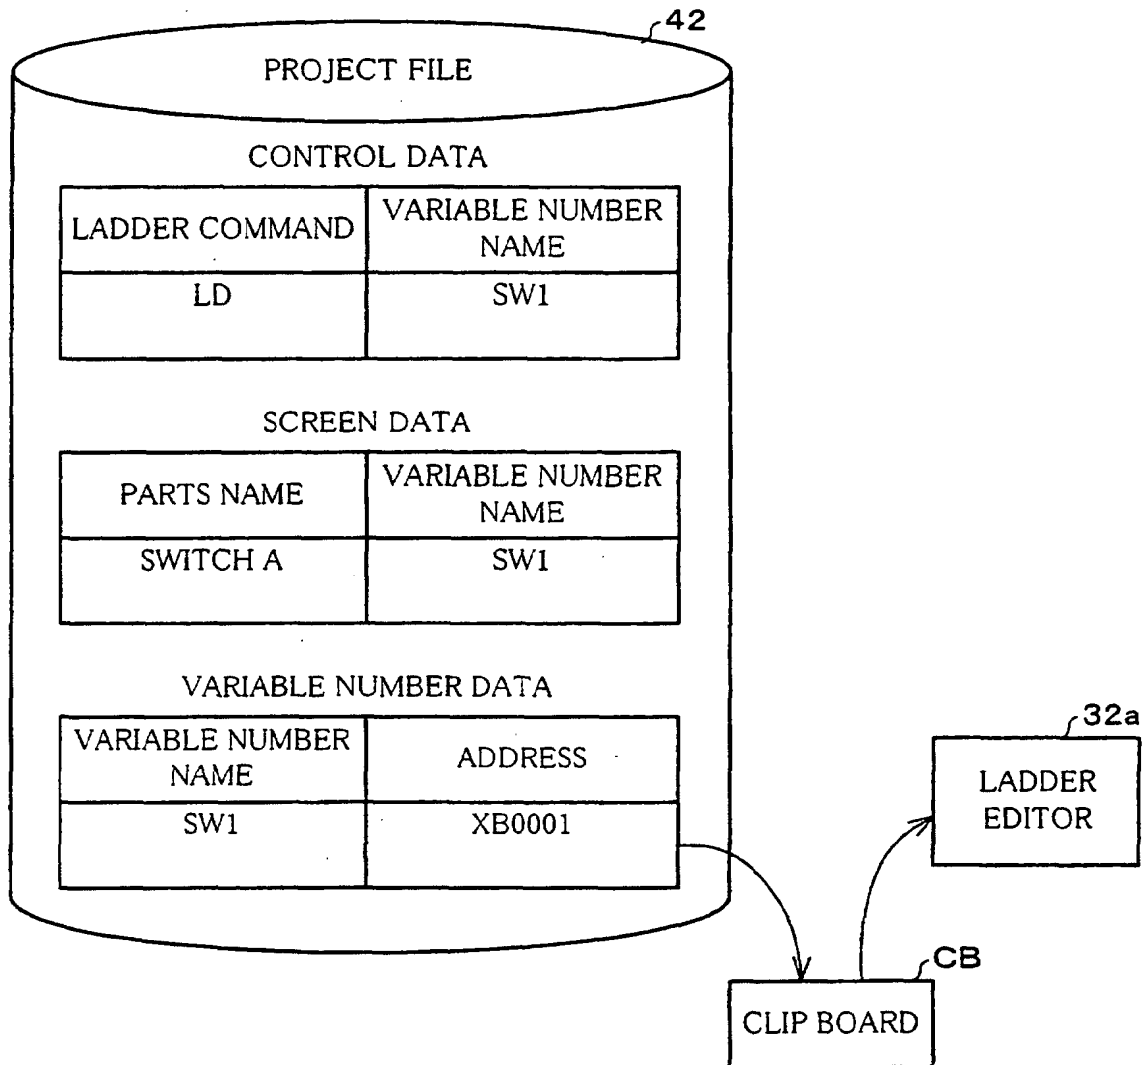 42
PROJECT FILE
CONTROL DATA
LADDER COMMAND
VARIABLE NUMBER
NAME
LD
SW1
SCREEN DATA
PARTS NAME
VARIABLE NUMBER
NAME
SWITCH A
SW1
VARIABLE NUMBER DATA
VARIABLE NUMBER
NAME
ADDRESS
SW1
XB0001
32a
LADDER
EDITOR
CB
CLIP BOARD